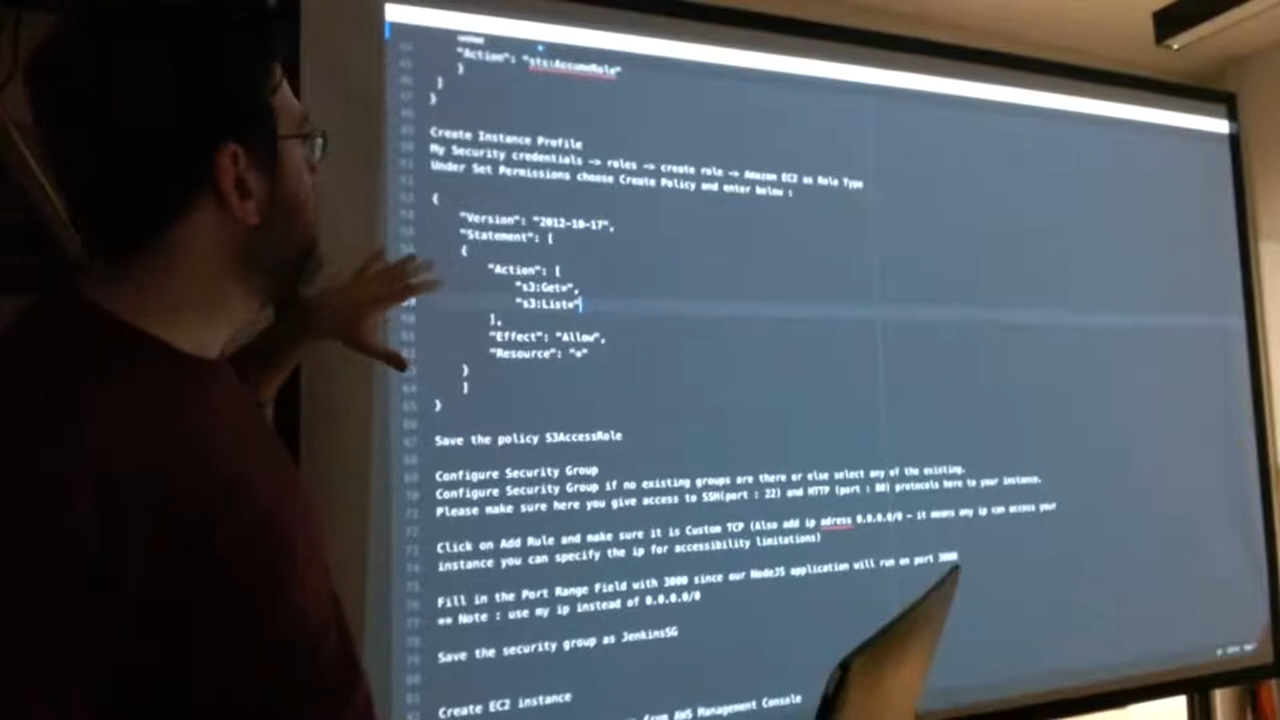 "Action": "sts:AssumeRole"
}
]
}
Create Instance Profile
My Security credentials -> roles -> create role -> Amazon EC2 as Role Type
Under Set Permissions choose Create Policy and enter below :
{
"Version": "2012-10-17",
"Statement": [
{
"Action": [
"s3:Get*",
"s3:List*"
],
"Effect": "Allow",
"Resource": "*"
}
]
}
Save the policy S3AccessRole
Configure Security Group
Configure Security Group if no existing groups are there or else select any of the existing.
Please make sure here you give access to SSH(port : 22) and HTTP (port : 80) protocols here to your instance.
Click on Add Rule and make sure it is Custom TCP (Also add ip adress 0.0.0.0/0 - it means any ip can access your
instance you can specify the ip for accessibility limitations)
Fill in the Port Range Field with 3000 since our NodeJS application will run on port 3000
** Note : use my ip instead of 0.0.0.0/0
Save the security group as JenkinsSG
Create EC2 instance
from AWS Management Console